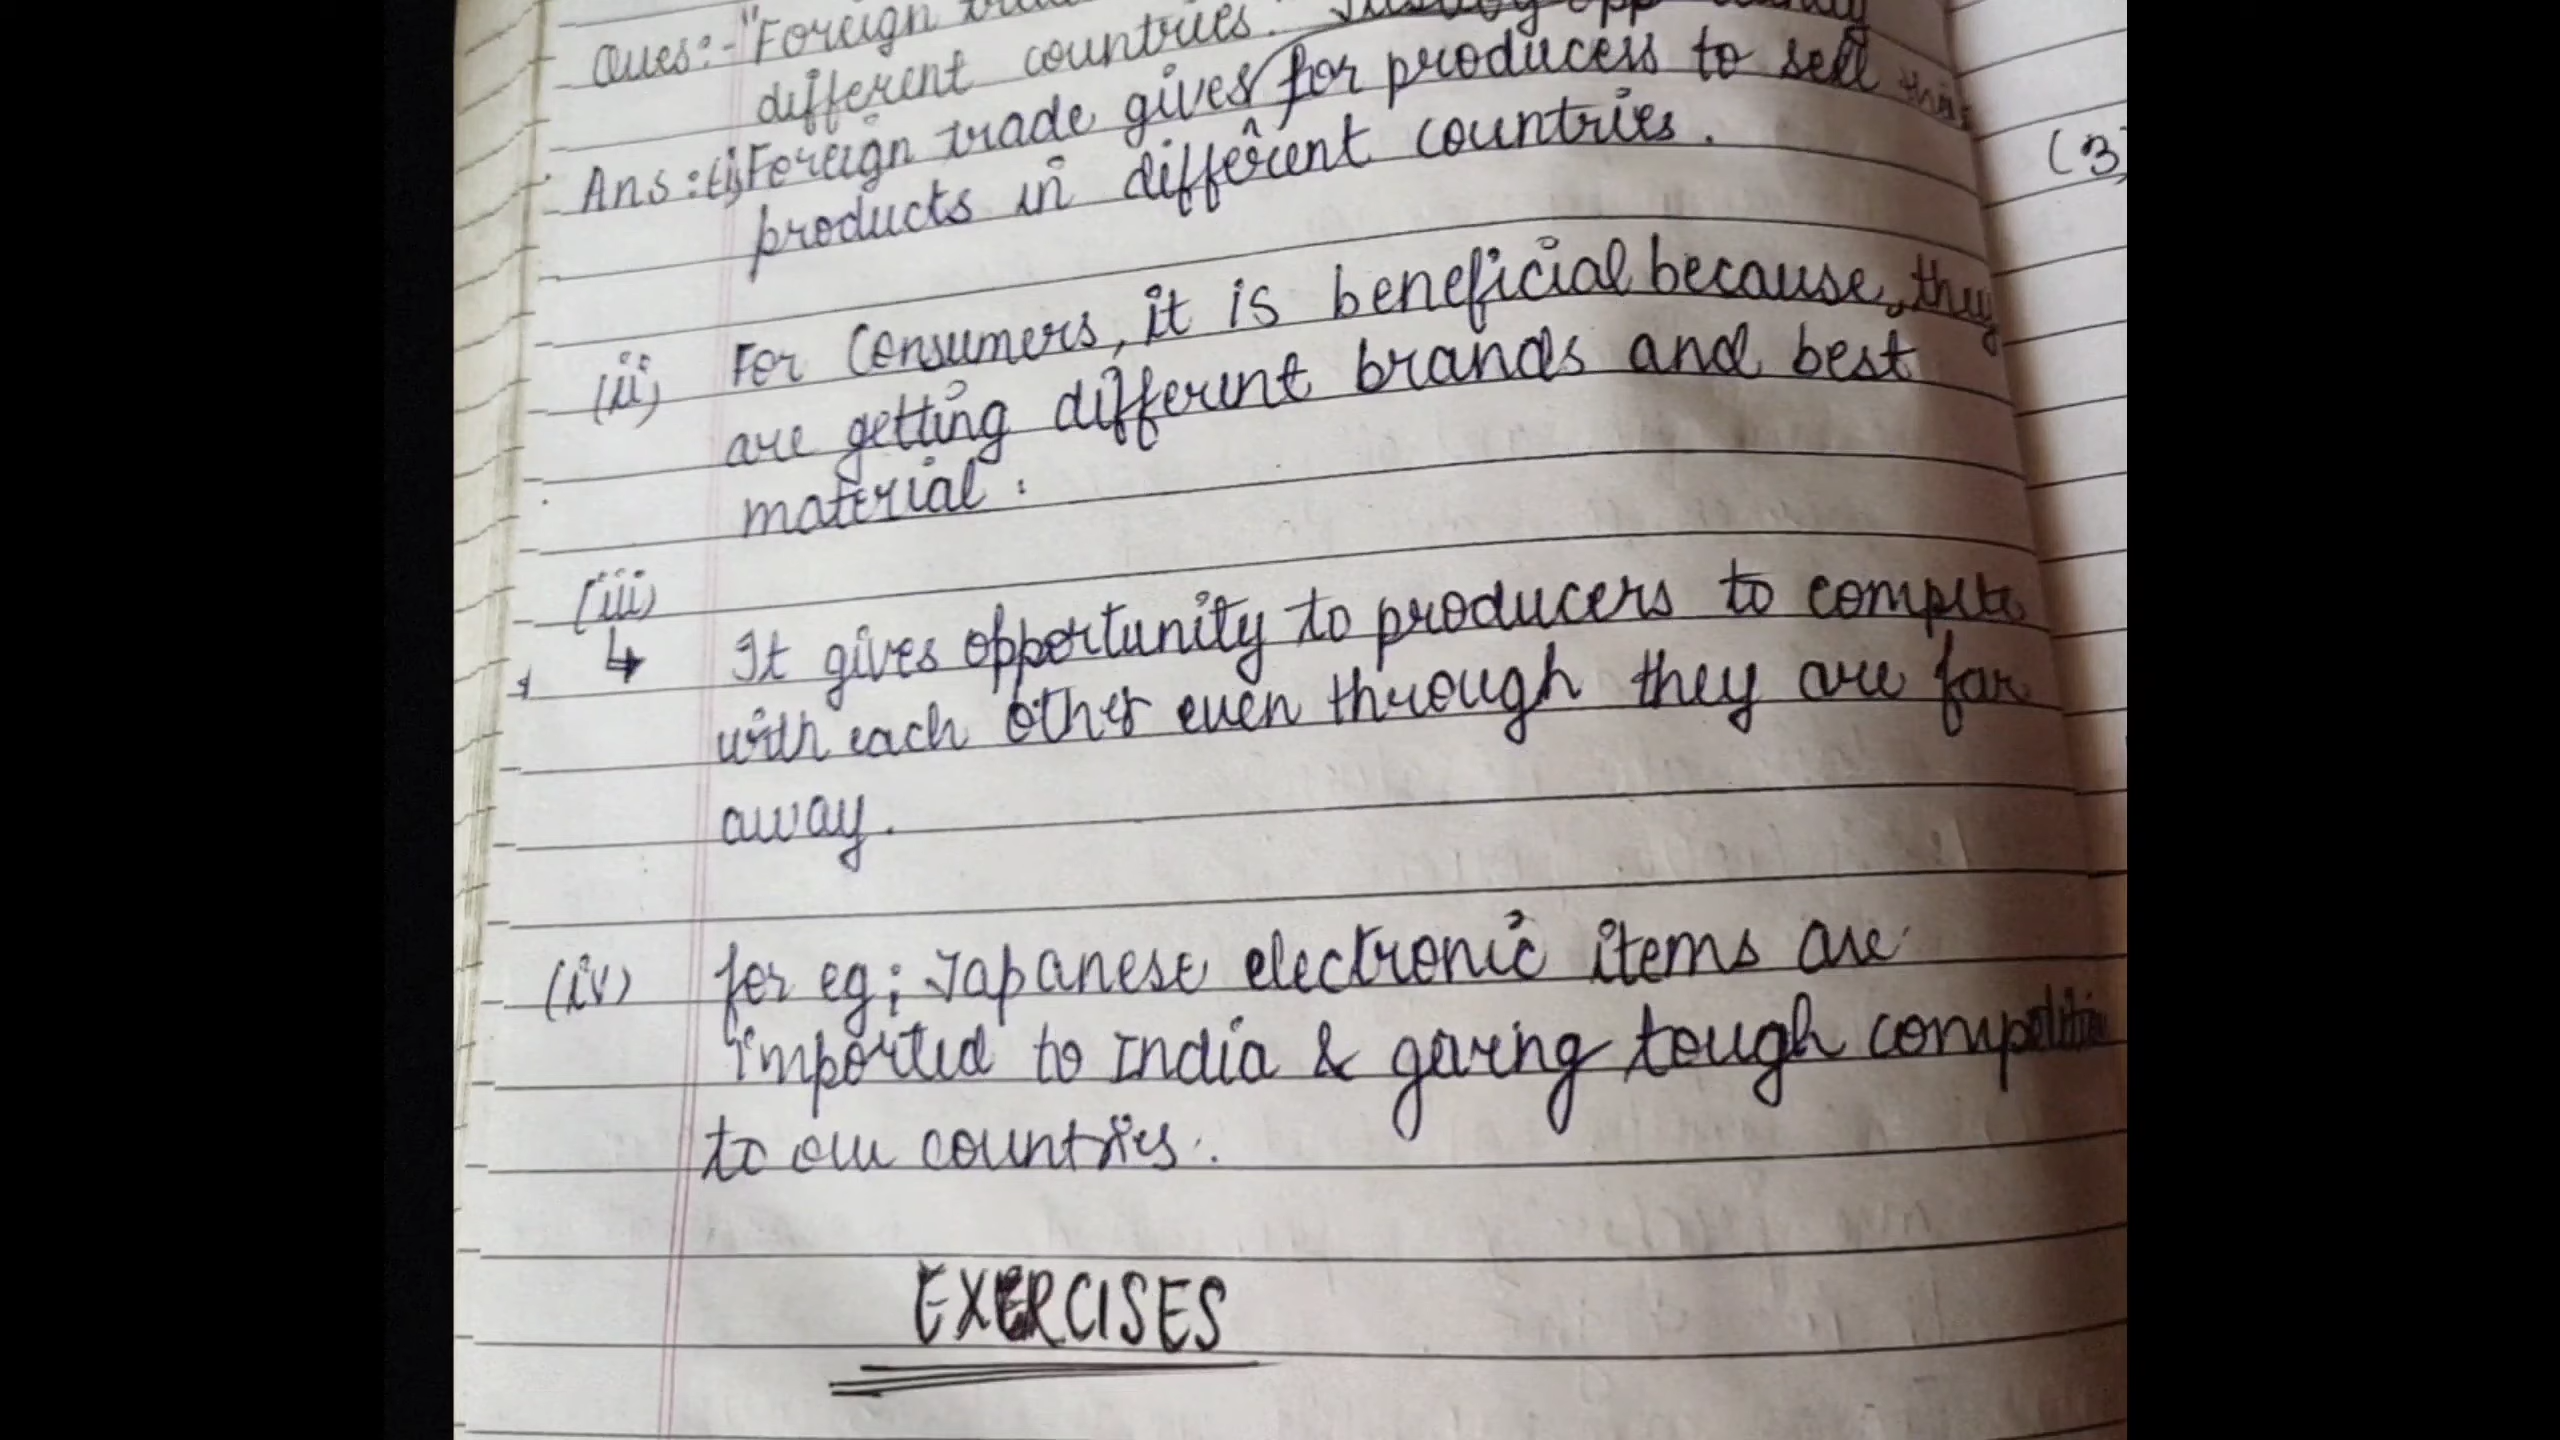 Ques:- "Foreign
different countries." Justify opportunity
Ans:(i) Foreign trade gives for producers to sell
products in different countries.
(ii) For Consumers, it is beneficial because, they
are getting different brands and best
material.
(iii)
↳ It gives opportunity to producers to compete
with each other even through they are far
away.
(iv) for eg; Japanese electronic items are
imported to India & giving tough competition
to our countries.
EXERCISES
(3)